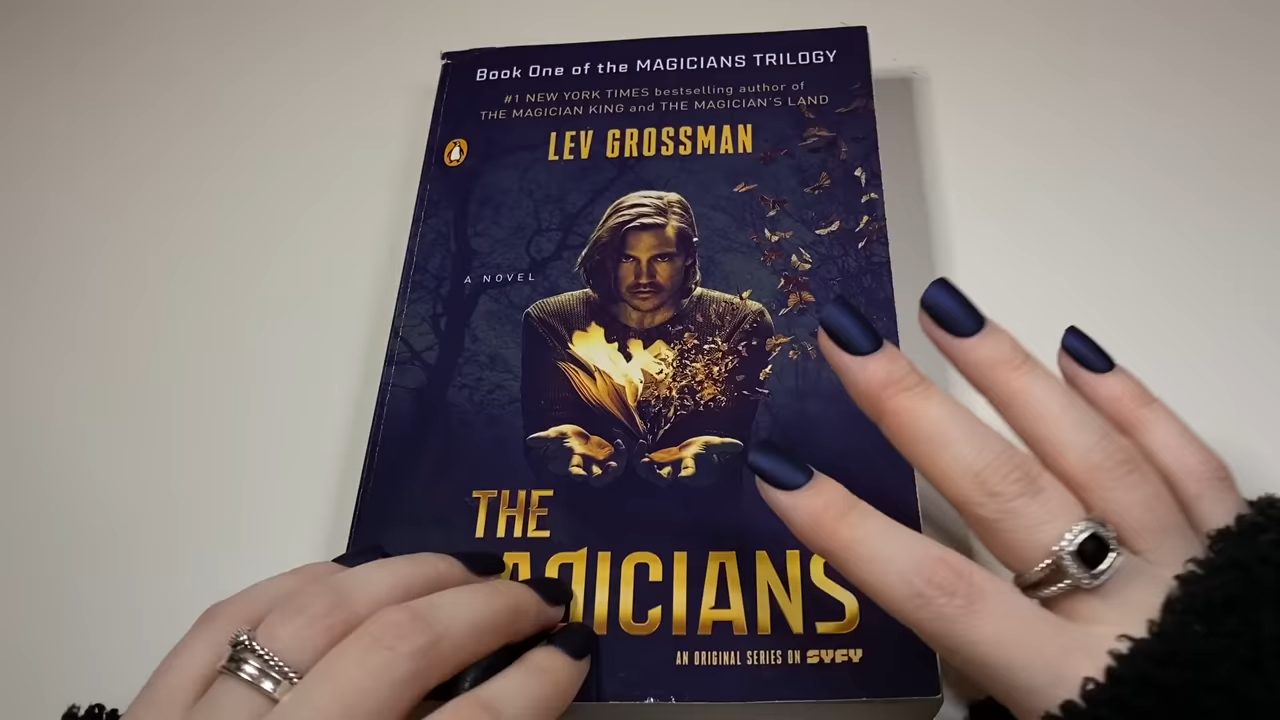 Book One of the MAGICIANS TRILOGY
#1 NEW YORK TIMES bestselling author of
THE MAGICIAN KING and THE MAGICIAN'S LAND
LEV GROSSMAN
A NOVEL
THE
MAGICIANS
AN ORIGINAL SERIES ON SYFY